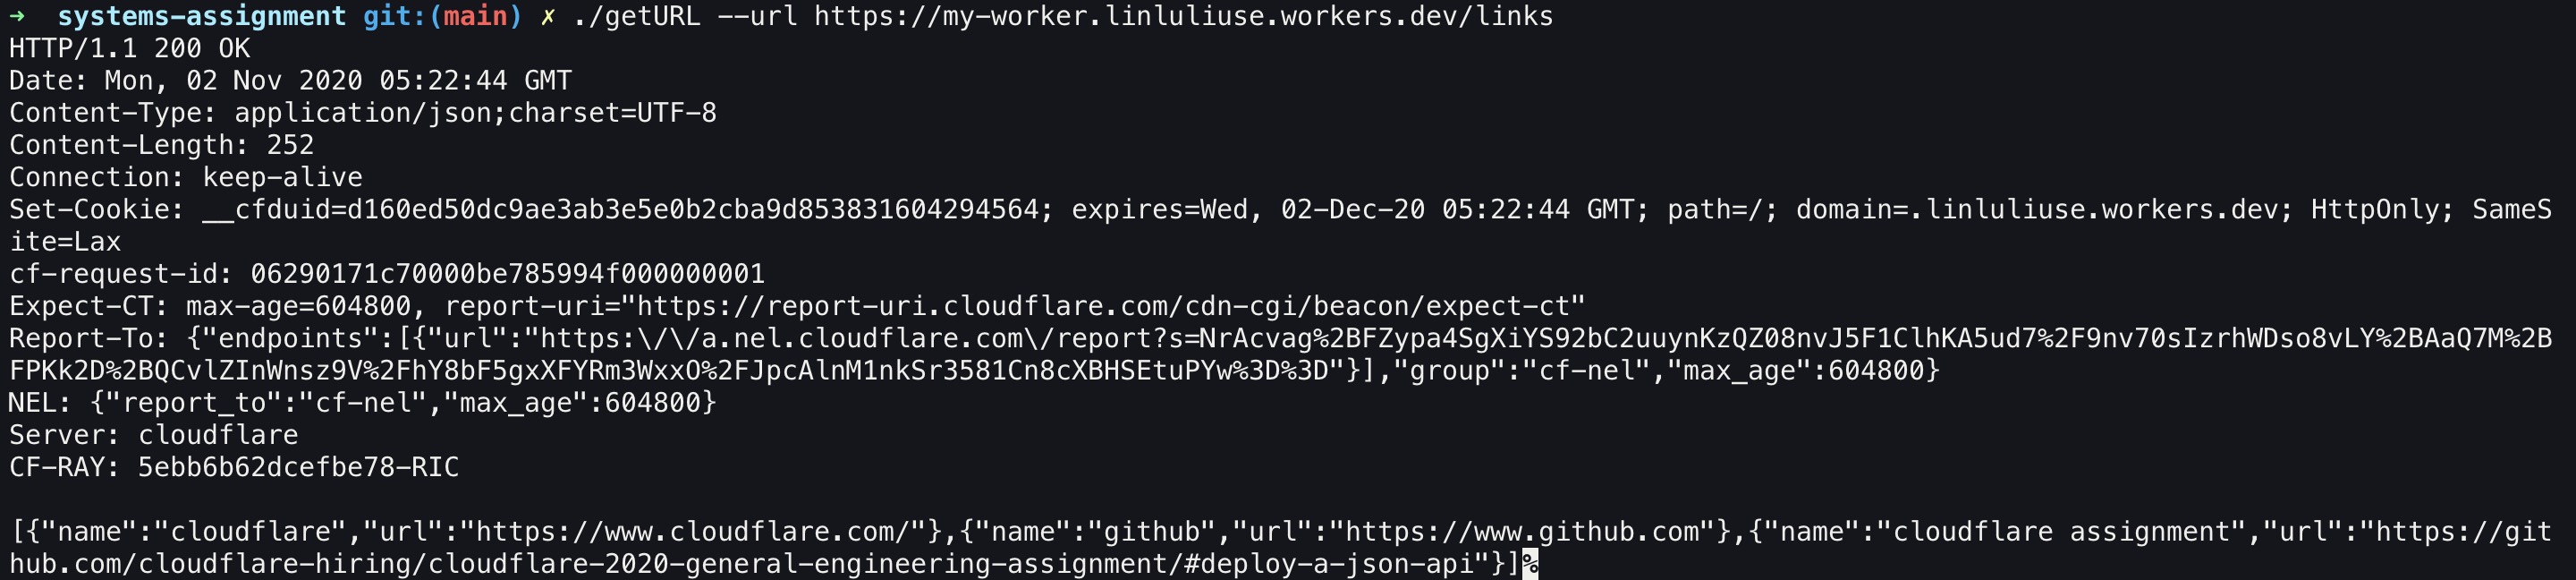 ➜  systems-assignment git:(main) ✗ ./getURL --url https://my-worker.linluliuse.workers.dev/links
HTTP/1.1 200 OK
Date: Mon, 02 Nov 2020 05:22:44 GMT
Content-Type: application/json;charset=UTF-8
Content-Length: 252
Connection: keep-alive
Set-Cookie: __cfduid=d160ed50dc9ae3ab3e5e0b2cba9d853831604294564; expires=Wed, 02-Dec-20 05:22:44 GMT; path=/; domain=.linluliuse.workers.dev; HttpOnly; SameS
ite=Lax
cf-request-id: 06290171c70000be785994f000000001
Expect-CT: max-age=604800, report-uri="https://report-uri.cloudflare.com/cdn-cgi/beacon/expect-ct"
Report-To: {"endpoints":[{"url":"https:\/\/a.nel.cloudflare.com\/report?s=NrAcvag%2BFZypa4SgXiYS92bC2uuynKzQZ08nvJ5F1ClhKA5ud7%2F9nv70sIzrhWDso8vLY%2BAaQ7M%2B
FPKk2D%2BQCvlZInWnsz9V%2FhY8bF5gxXFYRm3WxxO%2FJpcAlnM1nkSr3581Cn8cXBHSEtuPYw%3D%3D"}],"group":"cf-nel","max_age":604800}
NEL: {"report_to":"cf-nel","max_age":604800}
Server: cloudflare
CF-RAY: 5ebb6b62dcefbe78-RIC

[{"name":"cloudflare","url":"https://www.cloudflare.com/"},{"name":"github","url":"https://www.github.com"},{"name":"cloudflare assignment","url":"https://git
hub.com/cloudflare-hiring/cloudflare-2020-general-engineering-assignment/#deploy-a-json-api"}]%